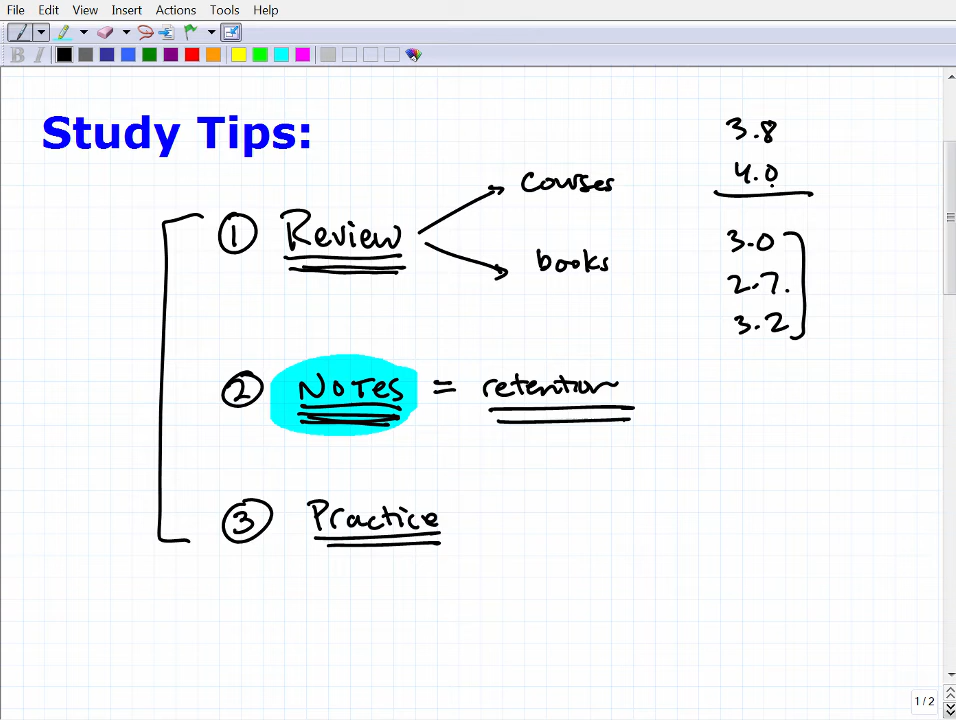 File Edit View Insert Actions Tools Help
B I
Study Tips:
① Review
courses
books
② NOTES = retention
③ Practice
3.8
4.0
3.0
2.7.
3.2
1 / 2